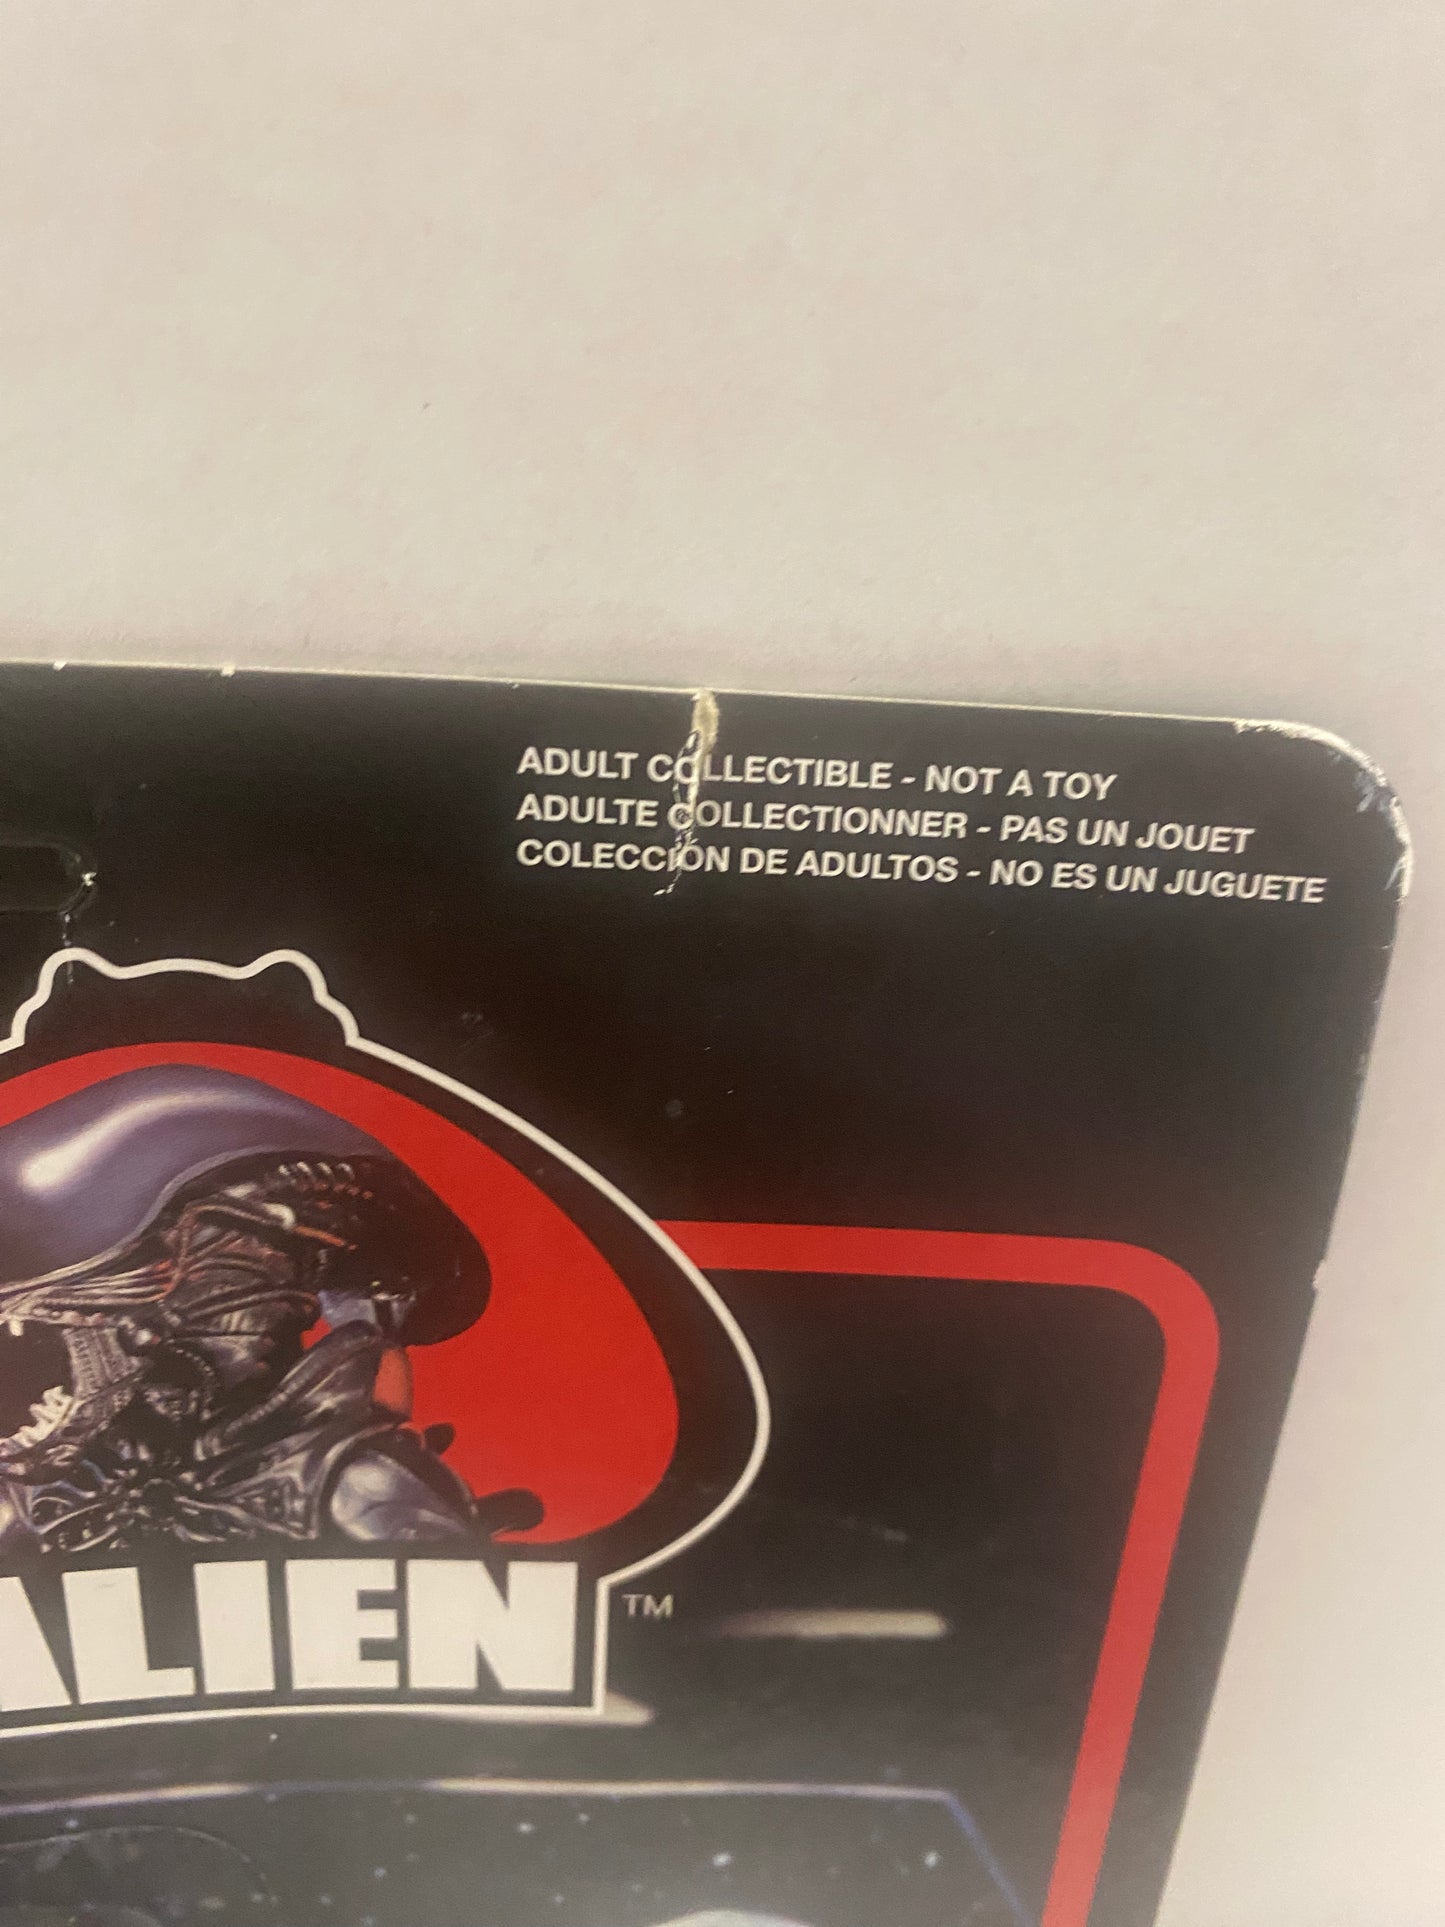 ADULT COLLECTIBLE - NOT A TOY
ADULTE COLLECTIONNER - PAS UN JOUET
COLECCIÓN DE ADULTOS - NO ES UN JUGUETE
ALIEN TM